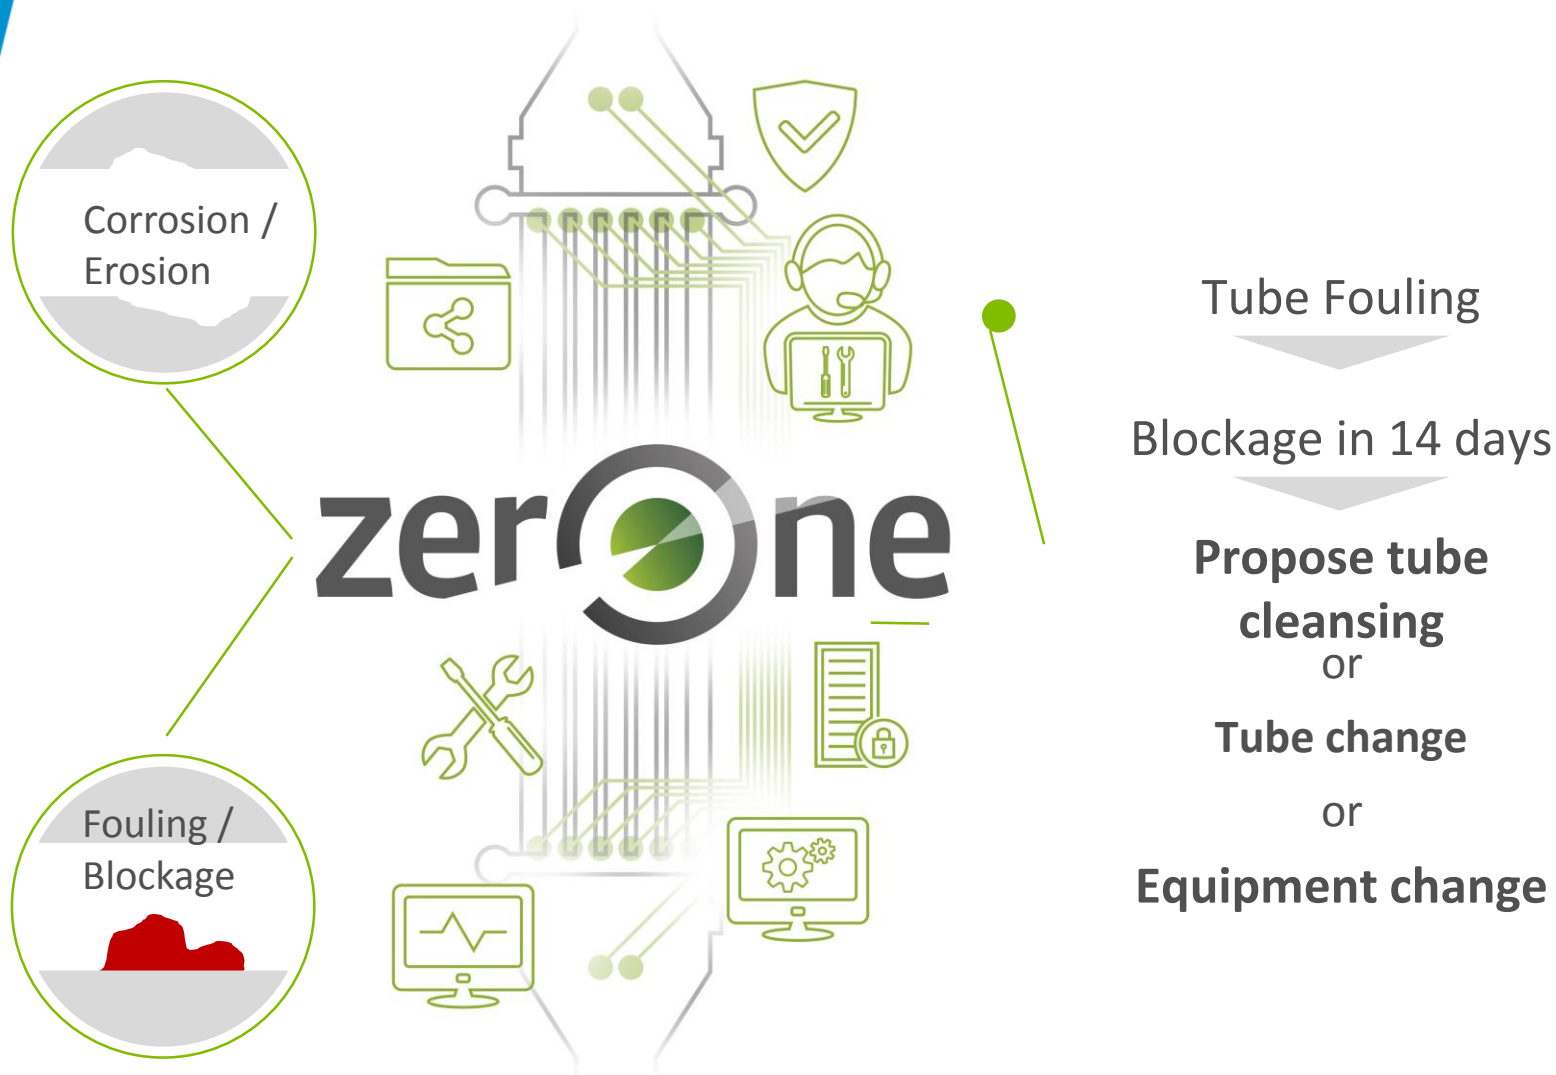 Corrosion /
Erosion
Fouling /
Blockage
zerone
Tube Fouling
Blockage in 14 days
Propose tube
cleansing
or
Tube change
or
Equipment change